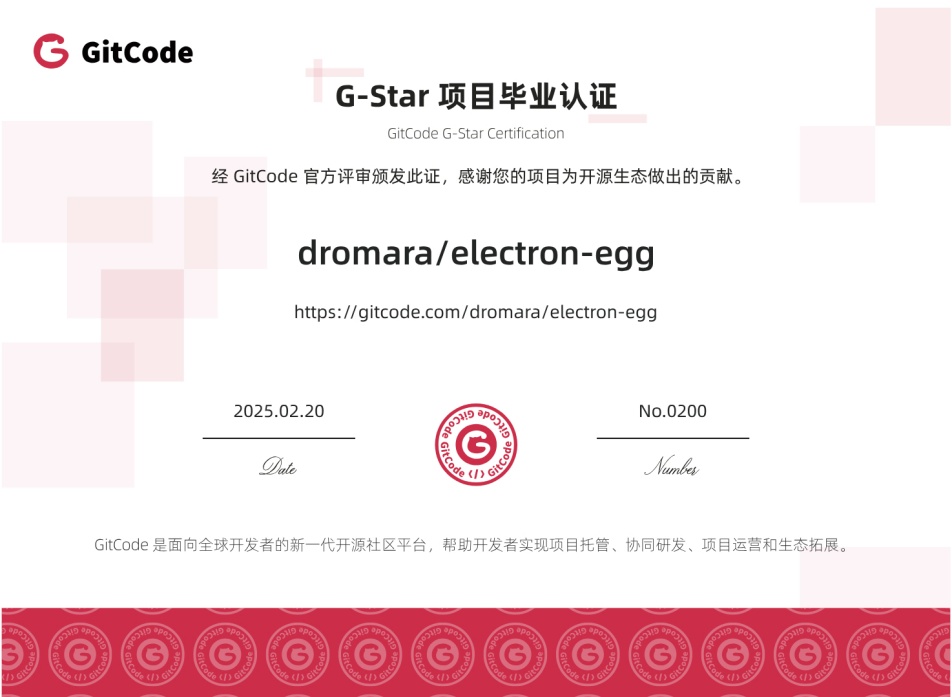 GitCode
G-Star 项目毕业认证
GitCode G-Star Certification
经 GitCode 官方评审颁发此证，感谢您的项目为开源生态做出的贡献。
dromara/electron-egg
https://gitcode.com/dromara/electron-egg
2025.02.20
No.0200
Date
Number
GitCode GitCode GitCode GitCode </>
GitCode 是面向全球开发者的新一代开源社区平台，帮助开发者实现项目托管、协同研发、项目运营和生态拓展。